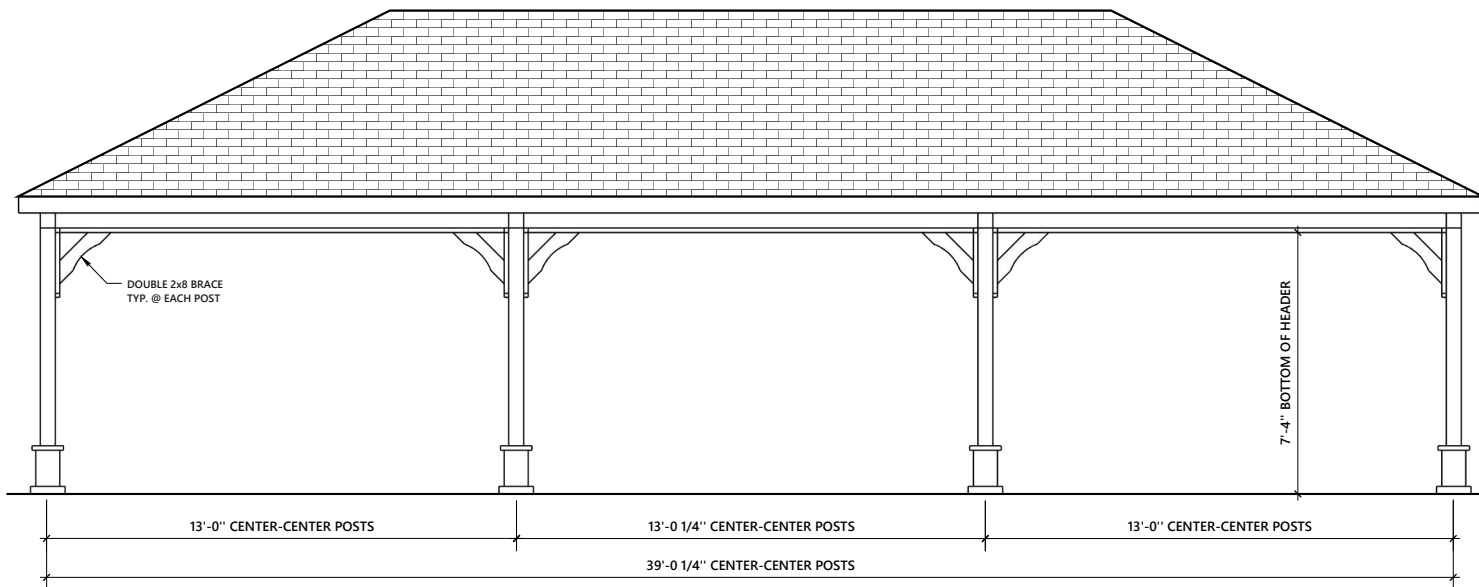 DOUBLE 2x8 BRACE
TYP. @ EACH POST
7'-4'' BOTTOM OF HEADER
13'-0'' CENTER-CENTER POSTS
13'-0 1/4'' CENTER-CENTER POSTS
13'-0'' CENTER-CENTER POSTS
39'-0 1/4'' CENTER-CENTER POSTS